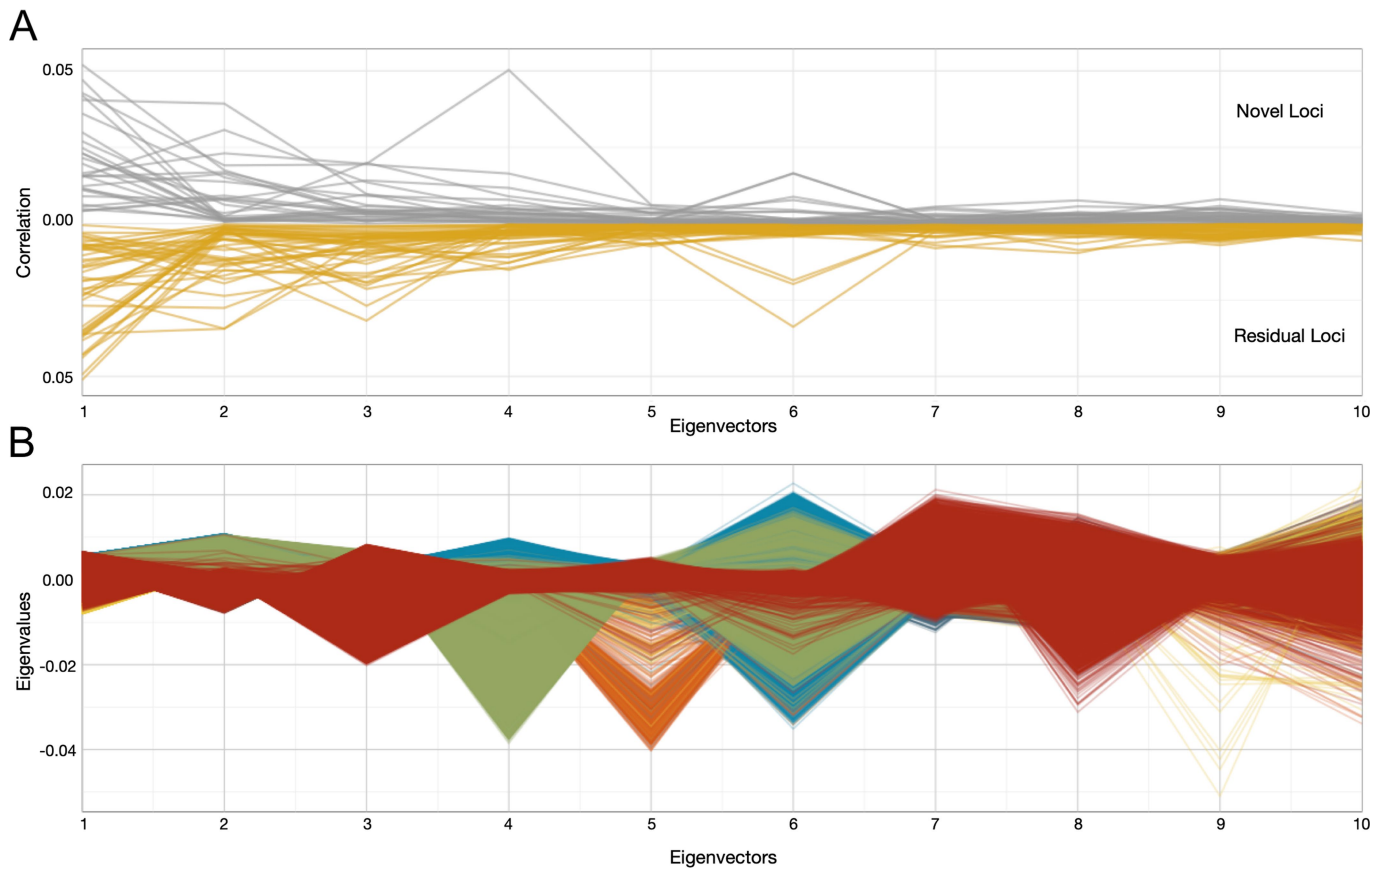 A
0.05
Novel Loci
0.00
Correlation
Residual Loci
0.05
1 2 3 4 5 6 7 8 9 10
Eigenvectors
B
0.02
0.00
Eigenvalues
-0.02
-0.04
1 2 3 4 5 6 7 8 9 10
Eigenvectors